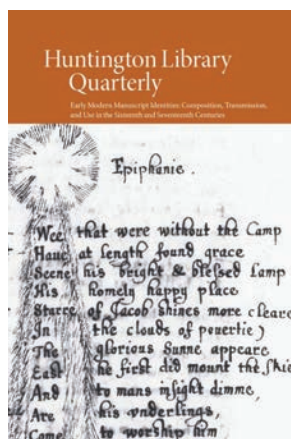 Huntington Library
Quarterly
Early Modern Manuscript Identities: Composition, Transmission,
and Use in the Sixteenth and Seventeenth Centuries
Epiphanie.
Wee that were without the Camp
Haue at length found grace
Seene his bright & blessed Lamp
His homely happy place
Starre of Jacob shines more cleare
In the clouds of pouertie)
The glorious Sunne appeare
East he first did mount the skie
And to mans insight dimme,
Are his vnderlings,
Come to worship him